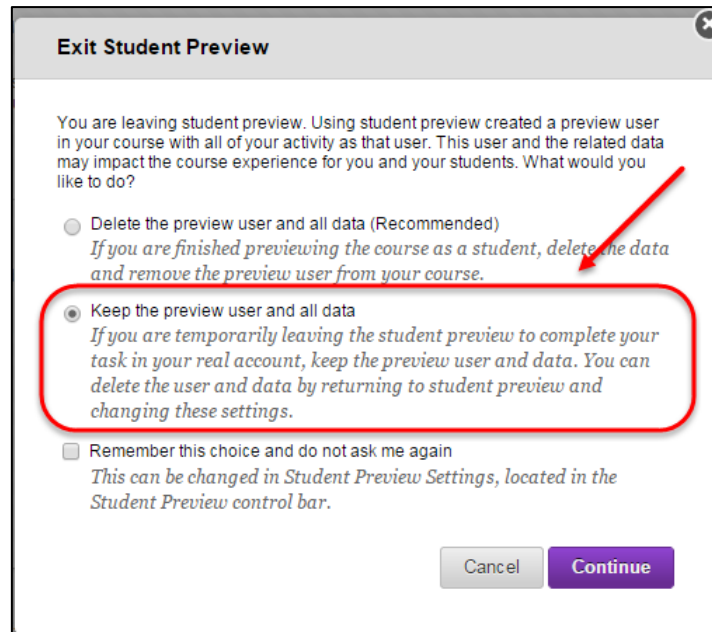 Exit Student Preview
You are leaving student preview. Using student preview created a preview user
in your course with all of your activity as that user. This user and the related data
may impact the course experience for you and your students. What would you
like to do?
Delete the preview user and all data (Recommended)
If you are finished previewing the course as a student, delete the data
and remove the preview user from your course.
Keep the preview user and all data
If you are temporarily leaving the student preview to complete your
task in your real account, keep the preview user and data. You can
delete the user and data by returning to student preview and
changing these settings.
Remember this choice and do not ask me again
This can be changed in Student Preview Settings, located in the
Student Preview control bar.
Cancel Continue